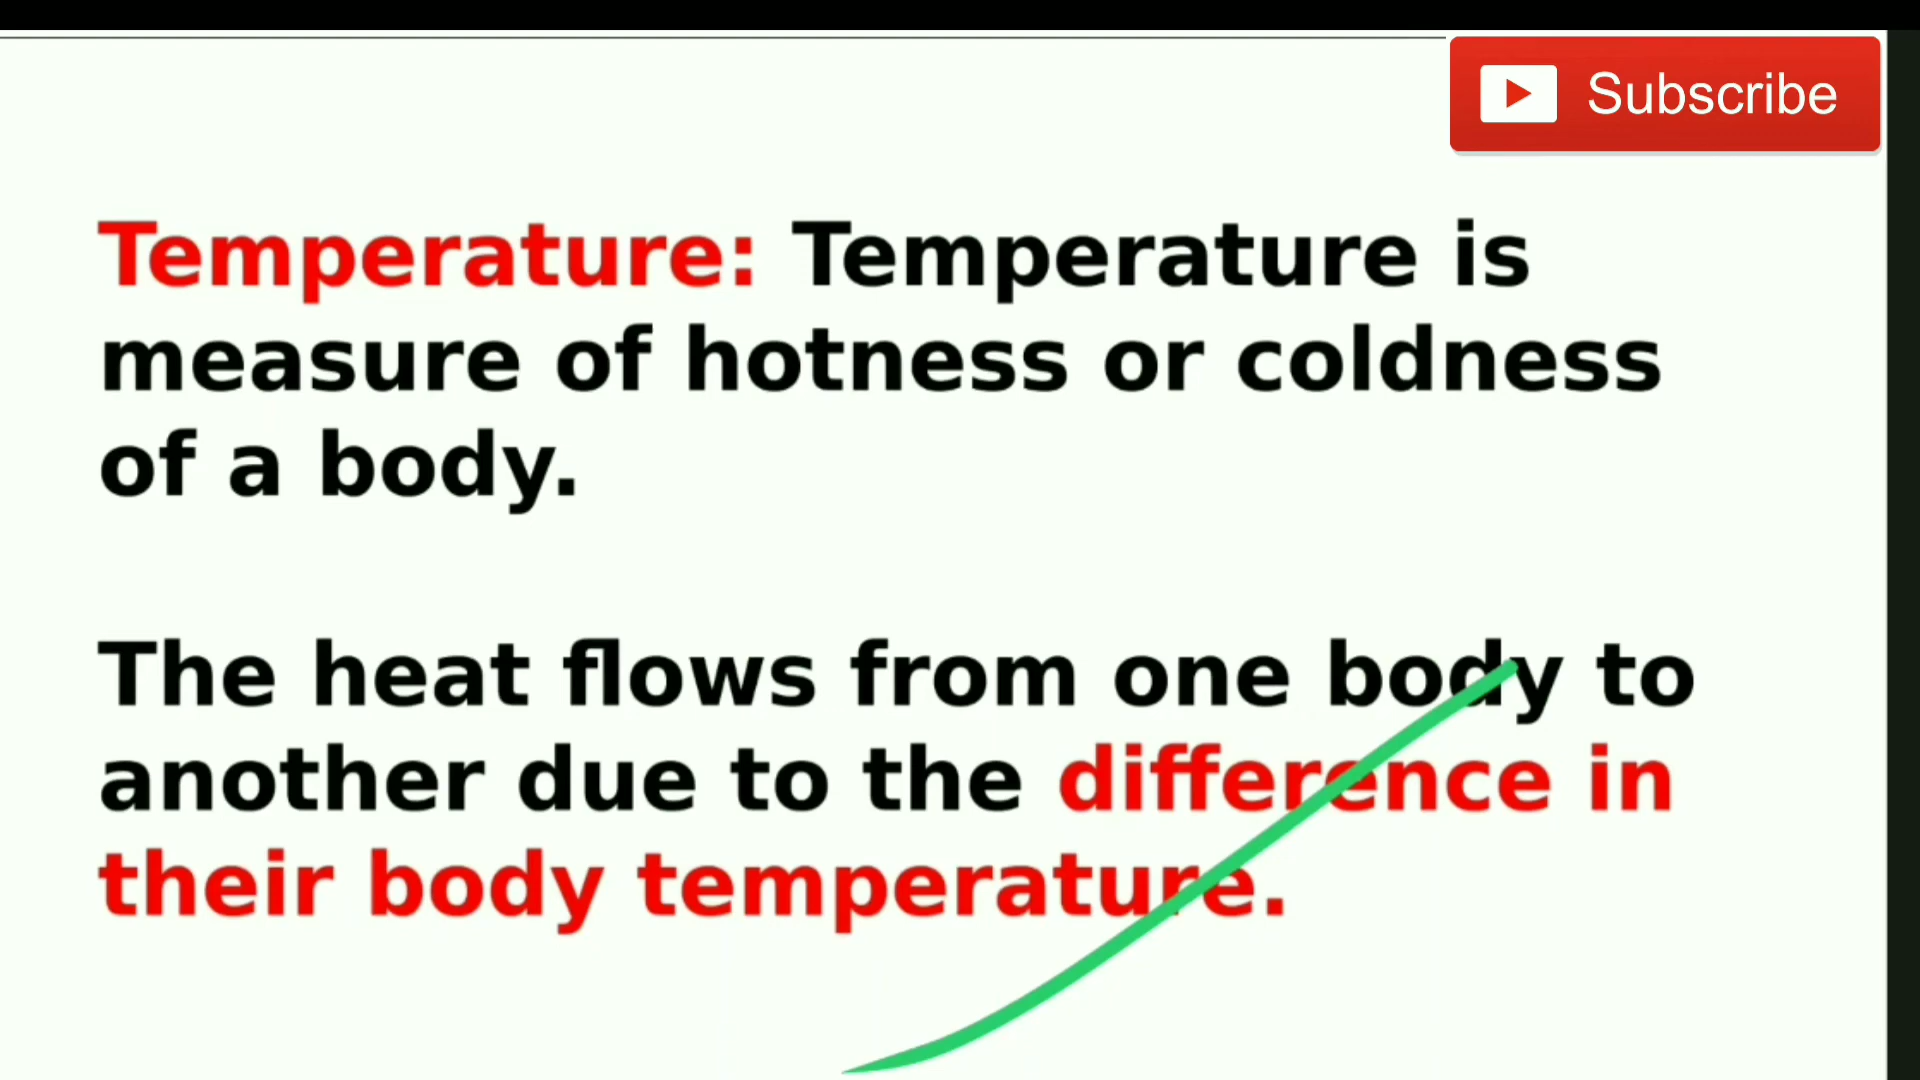 Subscribe
Temperature: Temperature is
measure of hotness or coldness
of a body.
The heat flows from one body to
another due to the difference in
their body temperature.